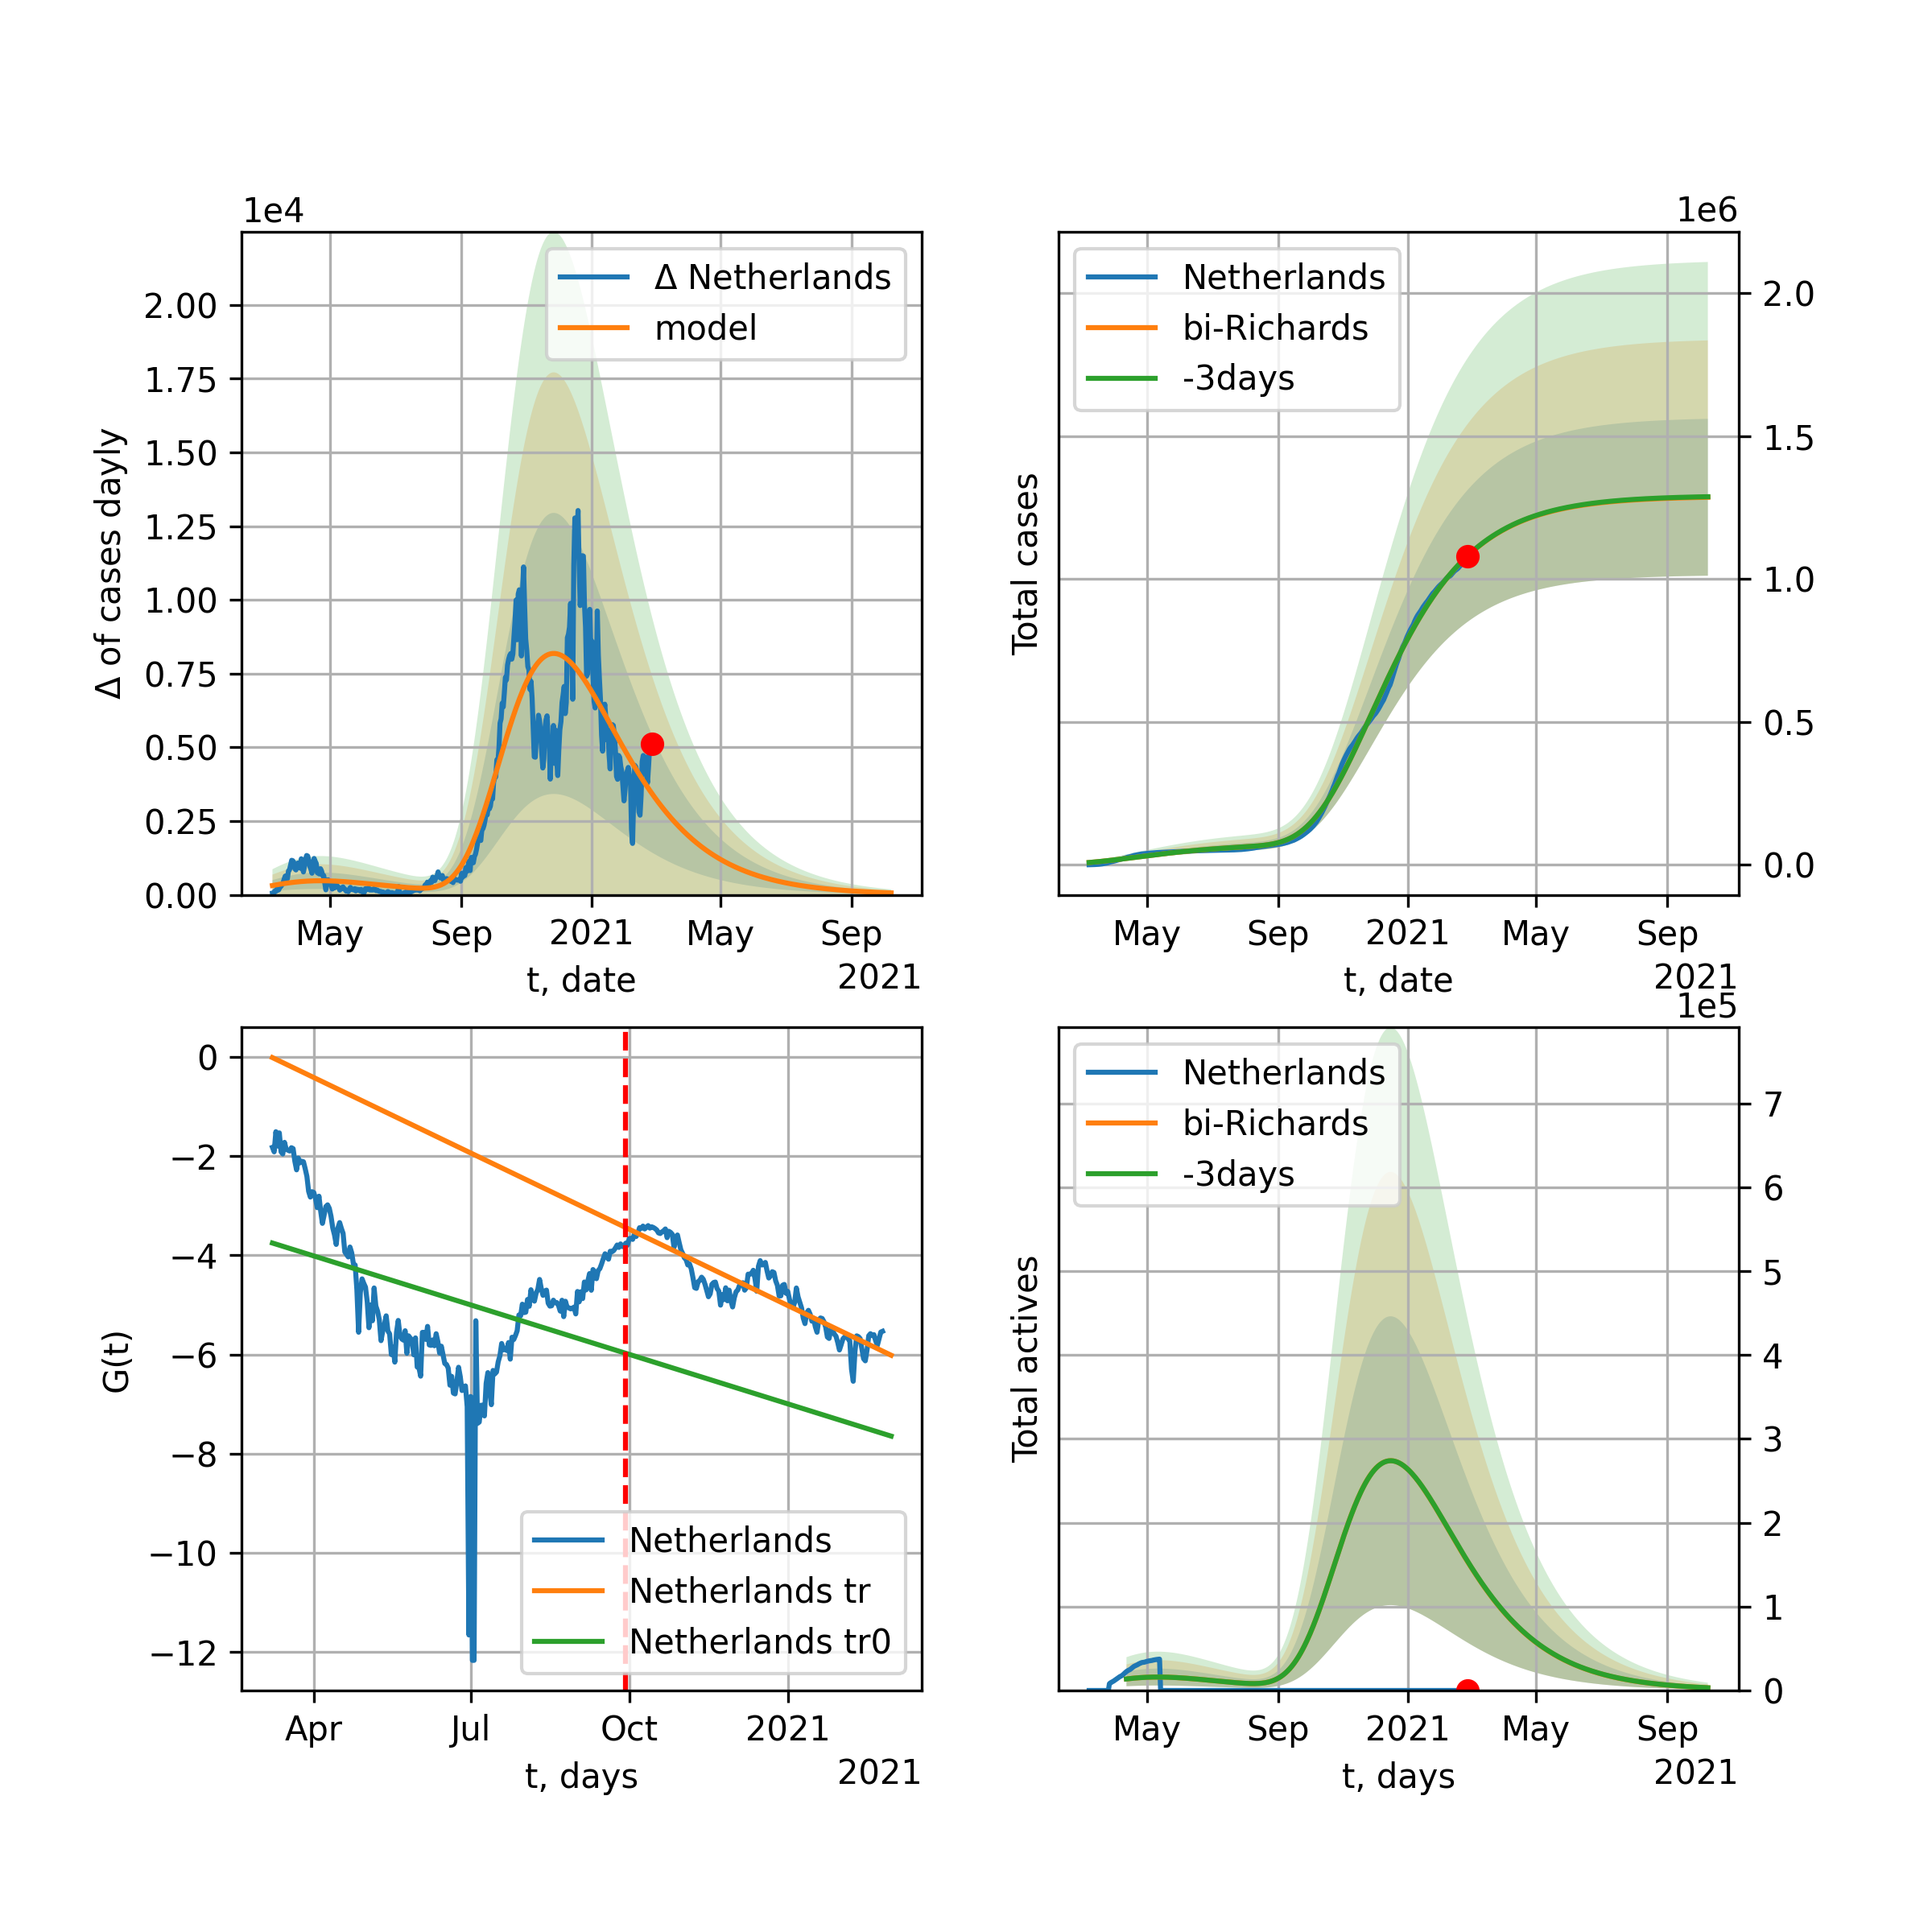 1e4
Δ of cases dayly
2.00
1.75
1.50
1.25
1.00
0.75
0.50
0.25
0.00
Δ Netherlands
model
May Sep 2021 May Sep
t, date
2021
1e6
Total cases
Netherlands
bi-Richards
-3days
2.0
1.5
1.0
0.5
0.0
May Sep 2021 May Sep
t, date
2021
G(t)
0
−2
−4
−6
−8
−10
−12
Netherlands
Netherlands tr
Netherlands tr0
Apr Jul Oct 2021
t, days
2021
1e5
Total actives
Netherlands
bi-Richards
-3days
7
6
5
4
3
2
1
0
May Sep 2021 May Sep
t, days
2021